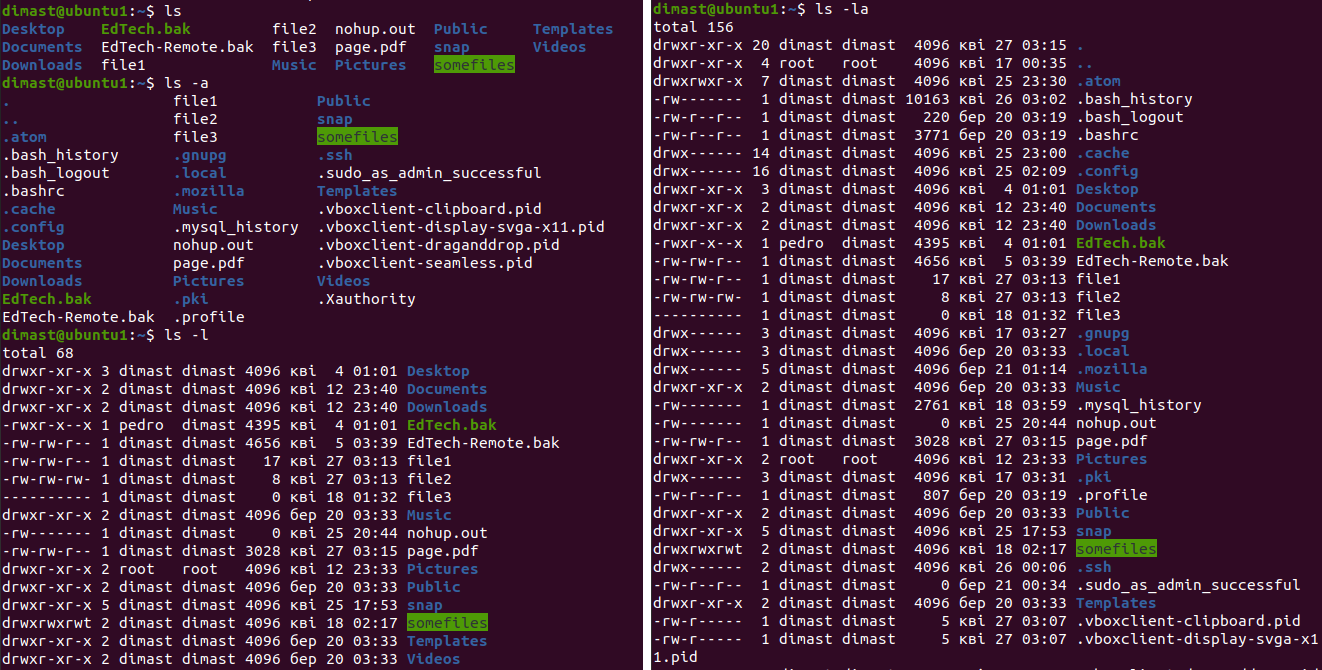 dimast@ubuntu1:~$ ls
Desktop EdTech.bak file2 nohup.out Public Templates
Documents EdTech-Remote.bak file3 page.pdf snap Videos
Downloads file1 Music Pictures somefiles
dimast@ubuntu1:~$ ls -a
. file1 Public
.. file2 snap
.atom file3 somefiles
.bash_history .gnupg .ssh
.bash_logout .local .sudo_as_admin_successful
.bashrc .mozilla Templates
.cache Music .vboxclient-clipboard.pid
.config .mysql_history .vboxclient-display-svga-x11.pid
Desktop nohup.out .vboxclient-draganddrop.pid
Documents page.pdf .vboxclient-seamless.pid
Downloads Pictures Videos
EdTech.bak .pki .Xauthority
EdTech-Remote.bak .profile
dimast@ubuntu1:~$ ls -l
total 68
drwxr-xr-x 3 dimast dimast 4096 кві 4 01:01 Desktop
drwxr-xr-x 2 dimast dimast 4096 кві 12 23:40 Documents
drwxr-xr-x 2 dimast dimast 4096 кві 12 23:40 Downloads
-rwxr-x--x 1 pedro dimast 4395 кві 4 01:01 EdTech.bak
-rw-rw-r-- 1 dimast dimast 4656 кві 5 03:39 EdTech-Remote.bak
-rw-rw-r-- 1 dimast dimast 17 кві 27 03:13 file1
-rw-rw-rw- 1 dimast dimast 8 кві 27 03:13 file2
---------- 1 dimast dimast 0 кві 18 01:32 file3
drwxr-xr-x 2 dimast dimast 4096 бер 20 03:33 Music
-rw------- 1 dimast dimast 0 кві 25 20:44 nohup.out
-rw-rw-r-- 1 dimast dimast 3028 кві 27 03:15 page.pdf
drwxr-xr-x 2 root root 4096 кві 12 23:33 Pictures
drwxr-xr-x 2 dimast dimast 4096 бер 20 03:33 Public
drwxr-xr-x 5 dimast dimast 4096 кві 25 17:53 snap
drwxrwxrwt 2 dimast dimast 4096 кві 18 02:17 somefiles
drwxr-xr-x 2 dimast dimast 4096 бер 20 03:33 Templates
drwxr-xr-x 2 dimast dimast 4096 бер 20 03:33 Videos
dimast@ubuntu1:~$ ls -la
total 156
drwxr-xr-x 20 dimast dimast 4096 кві 27 03:15 .
drwxr-xr-x 4 root root 4096 кві 17 00:35 ..
drwxrwxr-x 7 dimast dimast 4096 кві 25 23:30 .atom
-rw------- 1 dimast dimast 10163 кві 26 03:02 .bash_history
-rw-r--r-- 1 dimast dimast 220 бер 20 03:19 .bash_logout
-rw-r--r-- 1 dimast dimast 3771 бер 20 03:19 .bashrc
drwx------ 14 dimast dimast 4096 кві 25 23:00 .cache
drwx------ 16 dimast dimast 4096 кві 25 02:09 .config
drwxr-xr-x 3 dimast dimast 4096 кві 4 01:01 Desktop
drwxr-xr-x 2 dimast dimast 4096 кві 12 23:40 Documents
drwxr-xr-x 2 dimast dimast 4096 кві 12 23:40 Downloads
-rwxr-x--x 1 pedro dimast 4395 кві 4 01:01 EdTech.bak
-rw-rw-r-- 1 dimast dimast 4656 кві 5 03:39 EdTech-Remote.bak
-rw-rw-r-- 1 dimast dimast 17 кві 27 03:13 file1
-rw-rw-rw- 1 dimast dimast 8 кві 27 03:13 file2
---------- 1 dimast dimast 0 кві 18 01:32 file3
drwx------ 3 dimast dimast 4096 кві 17 03:27 .gnupg
drwx------ 3 dimast dimast 4096 бер 20 03:33 .local
drwx------ 5 dimast dimast 4096 бер 21 01:14 .mozilla
drwxr-xr-x 2 dimast dimast 4096 бер 20 03:33 Music
-rw------- 1 dimast dimast 2761 кві 18 03:59 .mysql_history
-rw------- 1 dimast dimast 0 кві 25 20:44 nohup.out
-rw-rw-r-- 1 dimast dimast 3028 кві 27 03:15 page.pdf
drwxr-xr-x 2 root root 4096 кві 12 23:33 Pictures
drwx------ 3 dimast dimast 4096 кві 17 03:31 .pki
-rw-r--r-- 1 dimast dimast 807 бер 20 03:19 .profile
drwxr-xr-x 2 dimast dimast 4096 бер 20 03:33 Public
drwxr-xr-x 5 dimast dimast 4096 кві 25 17:53 snap
drwxrwxrwt 2 dimast dimast 4096 кві 18 02:17 somefiles
drwx------ 2 dimast dimast 4096 кві 26 00:06 .ssh
-rw-r--r-- 1 dimast dimast 0 бер 21 00:34 .sudo_as_admin_successful
drwxr-xr-x 2 dimast dimast 4096 бер 20 03:33 Templates
-rw-r----- 1 dimast dimast 5 кві 27 03:07 .vboxclient-clipboard.pid
-rw-r----- 1 dimast dimast 5 кві 27 03:07 .vboxclient-display-svga-x1
1.pid